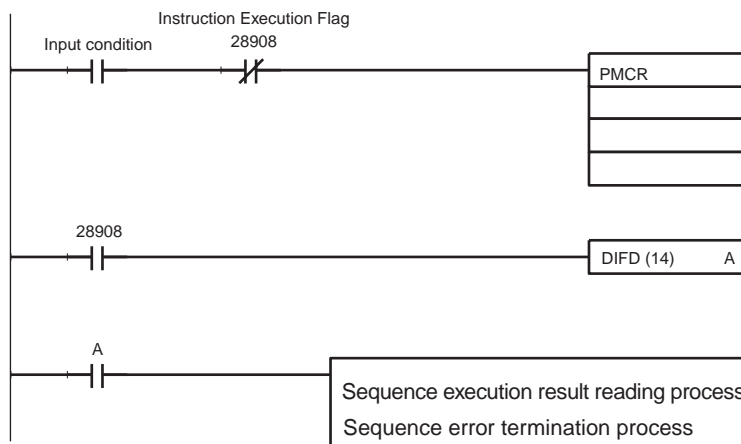 Instruction Execution Flag
Input condition
28908
PMCR
28908
DIFD (14) A
A
Sequence execution result reading process
Sequence error termination process